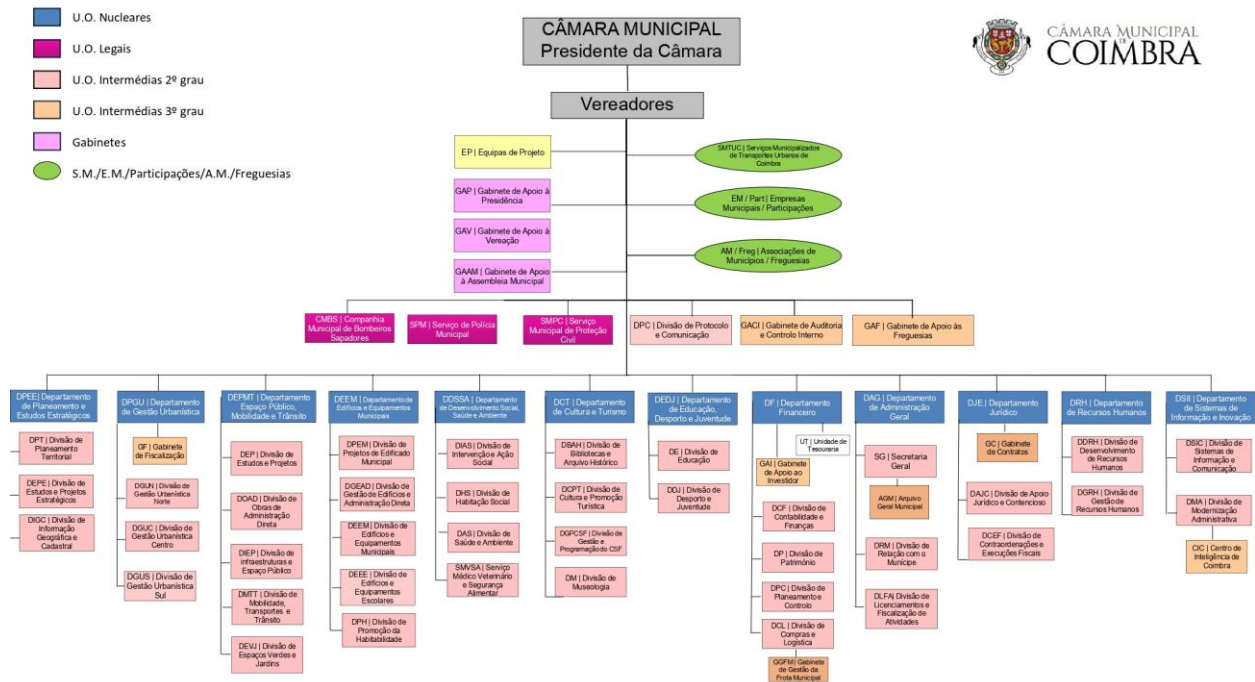 U.O. Nucleares
U.O. Legais
U.O. Intermédias 2º grau
U.O. Intermédias 3º grau
Gabinetes
S.M./E.M./Participações/A.M./Freguesias
CÂMARA MUNICIPAL
Presidente da Câmara
CÂMARA MUNICIPAL
DE
COIMBRA
Vereadores
EP | Equipas de Projeto
SMTUC | Serviços Municipalizados
de Transportes Urbanos de
Coimbra
GAP | Gabinete de Apoio à
Presidência
EM / Part | Empresas
Municipais / Participações
GAV | Gabinete de Apoio à
Vereação
AM / Freg | Associações de
Municípios / Freguesias
GAAM | Gabinete de Apoio
à Assembleia Municipal
CMBS | Companhia
Municipal de Bombeiros
Sapadores
SPM | Serviço de Polícia
Municipal
SMPC | Serviço
Municipal de Proteção
Civil
DPC | Divisão de Protocolo
e Comunicação
GACI | Gabinete de Auditoria
e Controlo Interno
GAF | Gabinete de Apoio às
Freguesias
DPEE| Departamento
de Planeamento e
Estudos Estratégicos
DPT | Divisão de
Planeamento
Territorial
DEPE | Divisão de
Estudos e Projetos
Estratégicos
DIGC | Divisão de
Informação
Geográfica e
Cadastral
DPGU | Departamento
de Gestão Urbanística
GF | Gabinete
de Fiscalização
DGUN | Divisão de
Gestão Urbanística
Norte
DGUC | Divisão de
Gestão Urbanística
Centro
DGUS | Divisão de
Gestão Urbanística
Sul
DEPMT | Departamento
Espaço Público,
Mobilidade e Trânsito
DEP | Divisão de
Estudos e Projetos
DOAD | Divisão de
Obras de
Administração
Direta
DIEP | Divisão de
infraestruturas e
Espaço Público
DMTT | Divisão de
Mobilidade,
Transportes e
Trânsito
DEVJ | Divisão de
Espaços Verdes e
Jardins
DEEM | Departamento de
Edifícios e Equipamentos
Municipais
DPEM | Divisão de
Projetos de Edificado
Municipal
DGEAD | Divisão de
Gestão de Edifícios e
Administração Direta
DEEM | Divisão de
Edifícios e
Equipamentos
Municipais
DEEE | Divisão de
Edifícios e
Equipamentos
Escolares
DPH | Divisão de
Promoção da
Habitabilidade
DDSSA | Departamento
de Desenvolvimento Social,
Saúde e Ambiente
DIAS | Divisão de
Intervenção e Ação
Social
DHS | Divisão de
Habitação Social
DAS | Divisão de
Saúde e Ambiente
SMVSA | Serviço
Médico Veterinário
e Segurança
Alimentar
DCT | Departamento
de Cultura e Turismo
DBAH | Divisão de
Bibliotecas e
Arquivo Histórico
DCPT | Divisão de
Cultura e Promoção
Turística
DGPCSF | Divisão de
Gestão e
Programação do CSF
DM | Divisão de
Museologia
DEDJ | Departamento
de Educação,
Desporto e Juventude
DE | Divisão de
Educação
DDJ | Divisão de
Desporto e
Juventude
DF | Departamento
Financeiro
UT | Unidade de
Tesouraria
GAI | Gabinete
de Apoio ao
Investidor
DCF | Divisão de
Contabilidade e
Finanças
DP | Divisão de
Património
DPC | Divisão de
Planeamento e
Controlo
DCL | Divisão de
Compras e
Logística
GGFM | Gabinete
de Gestão da
Frota Municipal
DAG | Departamento
de Administração
Geral
SG | Secretaria
Geral
AGM | Arquivo
Geral Municipal
DRM | Divisão de
Relação com o
Munícipe
DLFA| Divisão de
Licenciamentos e
Fiscalização de
Atividades
DJE | Departamento
Jurídico
GC | Gabinete
de Contratos
DAJC | Divisão de Apoio
Jurídico e Contencioso
DCEF | Divisão de
Contraordenações e
Execuções Fiscais
DRH | Departamento
de Recursos Humanos
DDRH | Divisão de
Desenvolvimento
de Recursos
Humanos
DGRH | Divisão de
Gestão de
Recursos Humanos
DSII | Departamento
de Sistemas de
Informação e Inovação
DSIC | Divisão de
Sistemas de
Informação e
Comunicação
DMA | Divisão de
Modernização
Administrativa
CIC | Centro de
Inteligência de
Coimbra